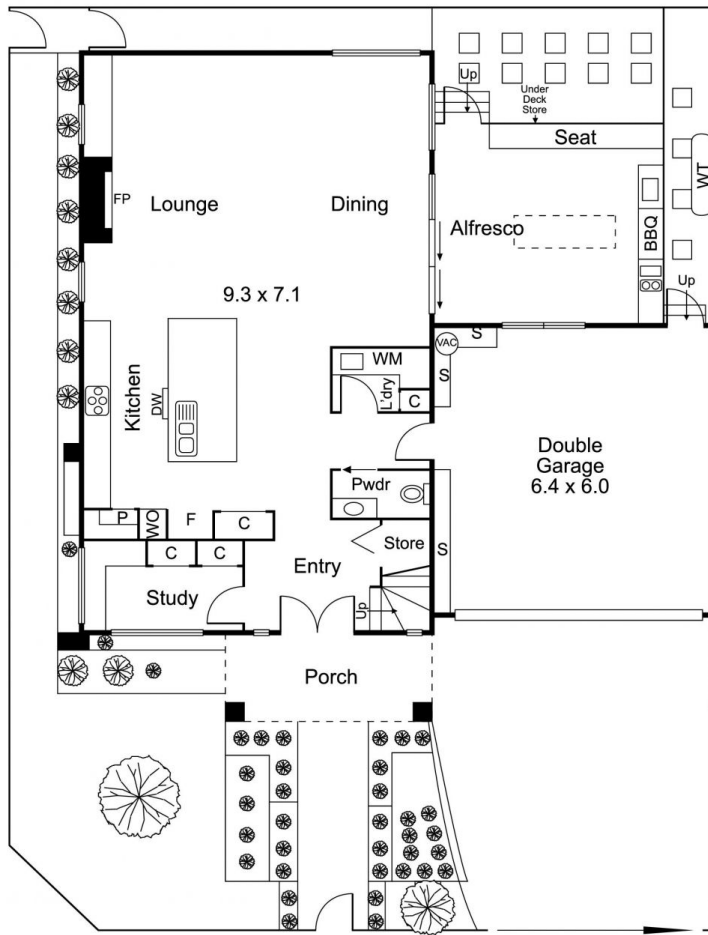 Up
Under
Deck
Store
Seat
WT
FP
Lounge
Dining
Alfresco
BBQ
9.3 x 7.1
Up
S
VAC
WM
S
Kitchen
DW
L'dry
C
Double
Garage
6.4 x 6.0
Pwdr
P
WO
F
C
S
C
C
Store
Entry
Study
Up
Porch